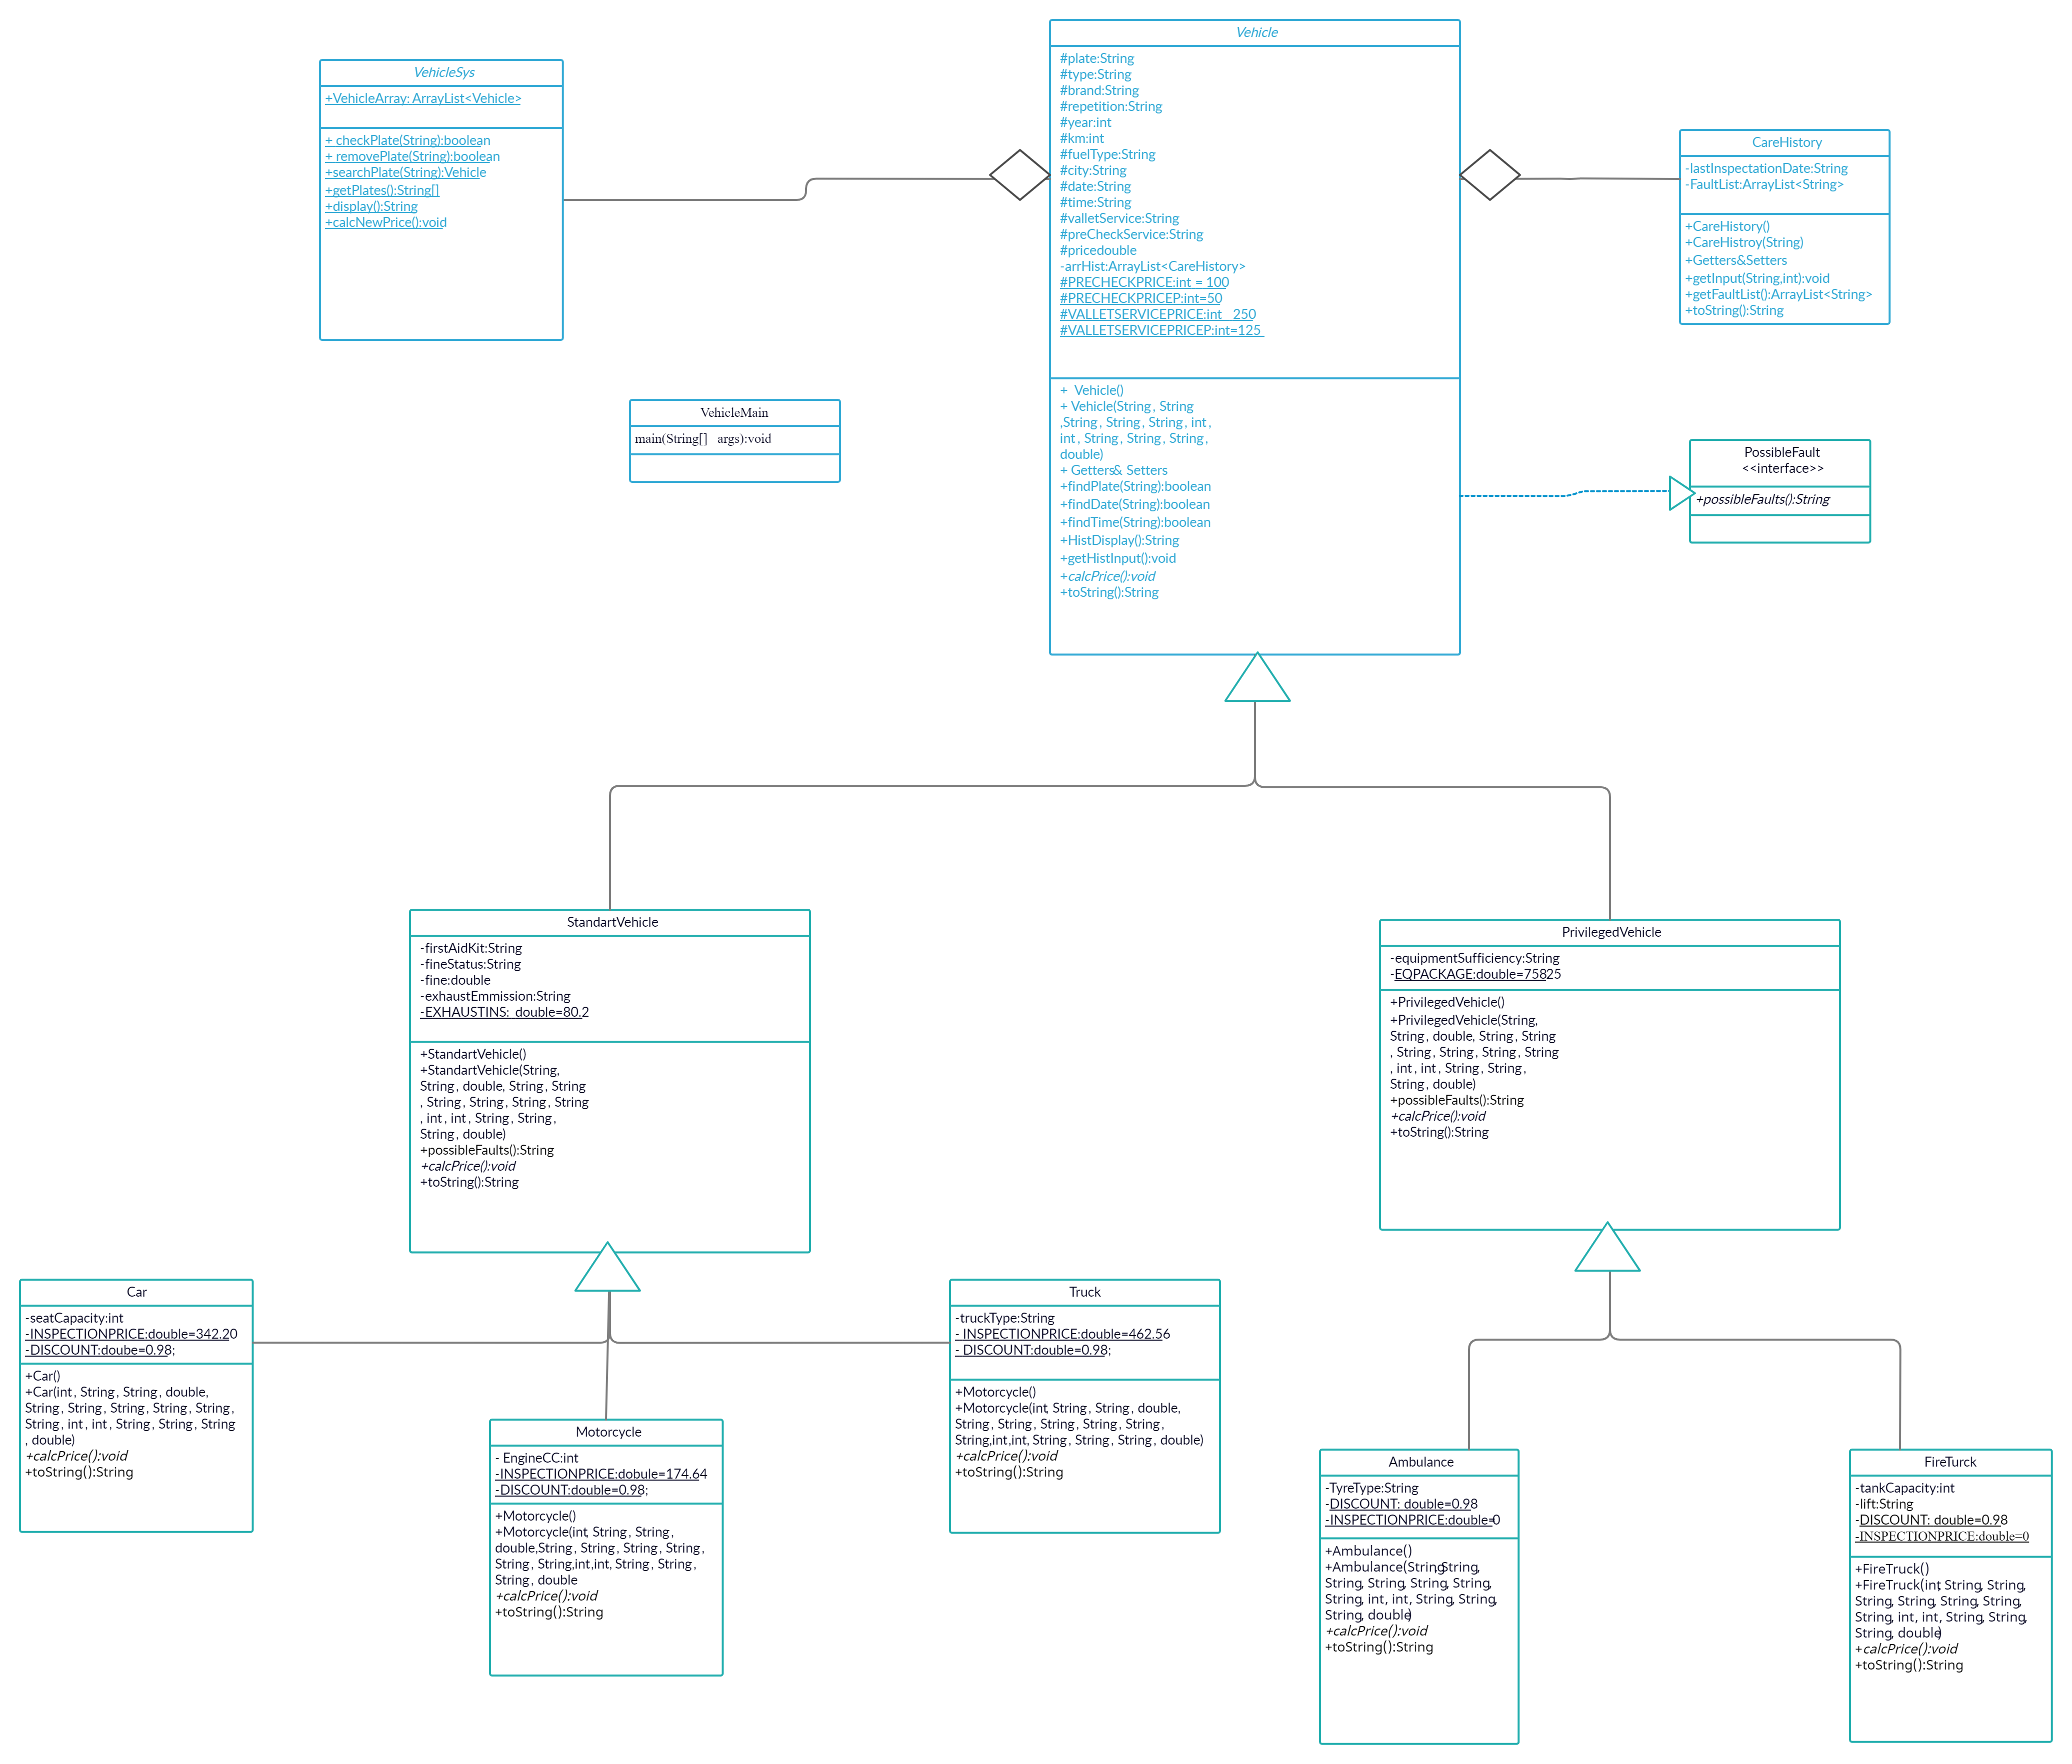 Vehicle
#plate:String
#type:String
#brand:String
#repetition:String
#year:int
#km:int
#fuelType:String
#city:String
#date:String
#time:String
#valletService:String
#preCheckService:String
#pricedouble
-arrHist:ArrayList<CareHistory>
#PRECHECKPRICE:int = 100
#PRECHECKPRICEP:int=50
#VALLETSERVICEPRICE:int   250
#VALLETSERVICEPRICEP:int=125
+  Vehicle()
+ Vehicle(String, String
,String, String, String, int,
int, String, String, String,
double)
+ Getters& Setters
+findPlate(String):boolean
+findDate(String):boolean
+findTime(String):boolean
+HistDisplay():String
+getHistInput():void
+calcPrice():void
+toString():String
VehicleSys
+VehicleArray: ArrayList<Vehicle>
+ checkPlate(String):boolean
+ removePlate(String):boolean
+searchPlate(String):Vehicle
+getPlates():String[]
+display():String
+calcNewPrice():void
CareHistory
-lastInspectationDate:String
-FaultList:ArrayList<String>
+CareHistory()
+CareHistroy(String)
+Getters&Setters
+getInput(String,int):void
+getFaultList():ArrayList<String>
+toString():String
VehicleMain
main(String[]   args):void
PossibleFault
<<interface>>
+possibleFaults():String
StandartVehicle
-firstAidKit:String
-fineStatus:String
-fine:double
-exhaustEmmission:String
-EXHAUSTINS:  double=80.2
+StandartVehicle()
+StandartVehicle(String,
String, double, String, String
, String, String, String, String
, int, int, String, String,
String, double)
+possibleFaults():String
+calcPrice():void
+toString():String
PrivilegedVehicle
-equipmentSufficiency:String
-EQPACKAGE:double=75825
+PrivilegedVehicle()
+PrivilegedVehicle(String,
String, double, String, String
, String, String, String, String
, int, int, String, String,
String, double)
+possibleFaults():String
+calcPrice():void
+toString():String
Car
-seatCapacity:int
-INSPECTIONPRICE:double=342.20
-DISCOUNT:doube=0.98;
+Car()
+Car(int, String, String, double,
String, String, String, String, String,
String, int, int, String, String, String
, double)
+calcPrice():void
+toString():String
Motorcycle
- EngineCC:int
-INSPECTIONPRICE:dobule=174.64
-DISCOUNT:double=0.98;
+Motorcycle()
+Motorcycle(int, String, String,
double,String, String, String, String,
String, String,int,int, String, String,
String, double
+calcPrice():void
+toString():String
Truck
-truckType:String
- INSPECTIONPRICE:double=462.56
- DISCOUNT:double=0.98;
+Motorcycle()
+Motorcycle(int, String, String, double,
String, String, String, String, String,
String,int,int, String, String, String, double)
+calcPrice():void
+toString():String
Ambulance
-TyreType:String
-DISCOUNT: double=0.98
-INSPECTIONPRICE:double=0
+Ambulance()
+Ambulance(String,String,
String, String, String, String,
String, int, int, String, String,
String, double)
+calcPrice():void
+toString():String
FireTurck
-tankCapacity:int
-lift:String
-DISCOUNT: double=0.98
-INSPECTIONPRICE:double=0
+FireTruck()
+FireTruck(int, String, String,
String, String, String, String,
String, int, int, String, String,
String, double)
+calcPrice():void
+toString():String